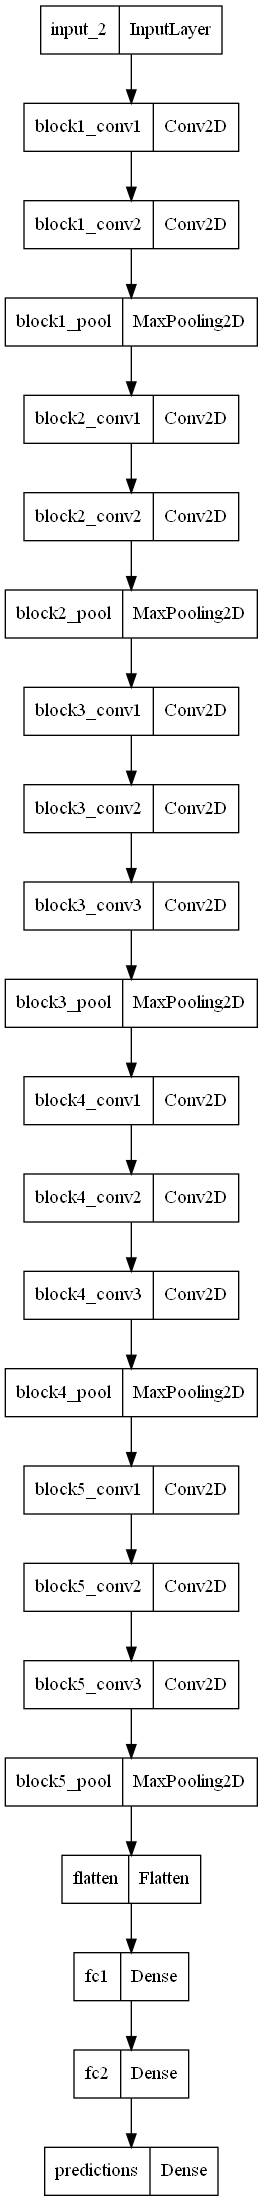 input_2 InputLayer
block1_conv1 Conv2D
block1_conv2 Conv2D
block1_pool MaxPooling2D
block2_conv1 Conv2D
block2_conv2 Conv2D
block2_pool MaxPooling2D
block3_conv1 Conv2D
block3_conv2 Conv2D
block3_conv3 Conv2D
block3_pool MaxPooling2D
block4_conv1 Conv2D
block4_conv2 Conv2D
block4_conv3 Conv2D
block4_pool MaxPooling2D
block5_conv1 Conv2D
block5_conv2 Conv2D
block5_conv3 Conv2D
block5_pool MaxPooling2D
flatten Flatten
fc1 Dense
fc2 Dense
predictions Dense